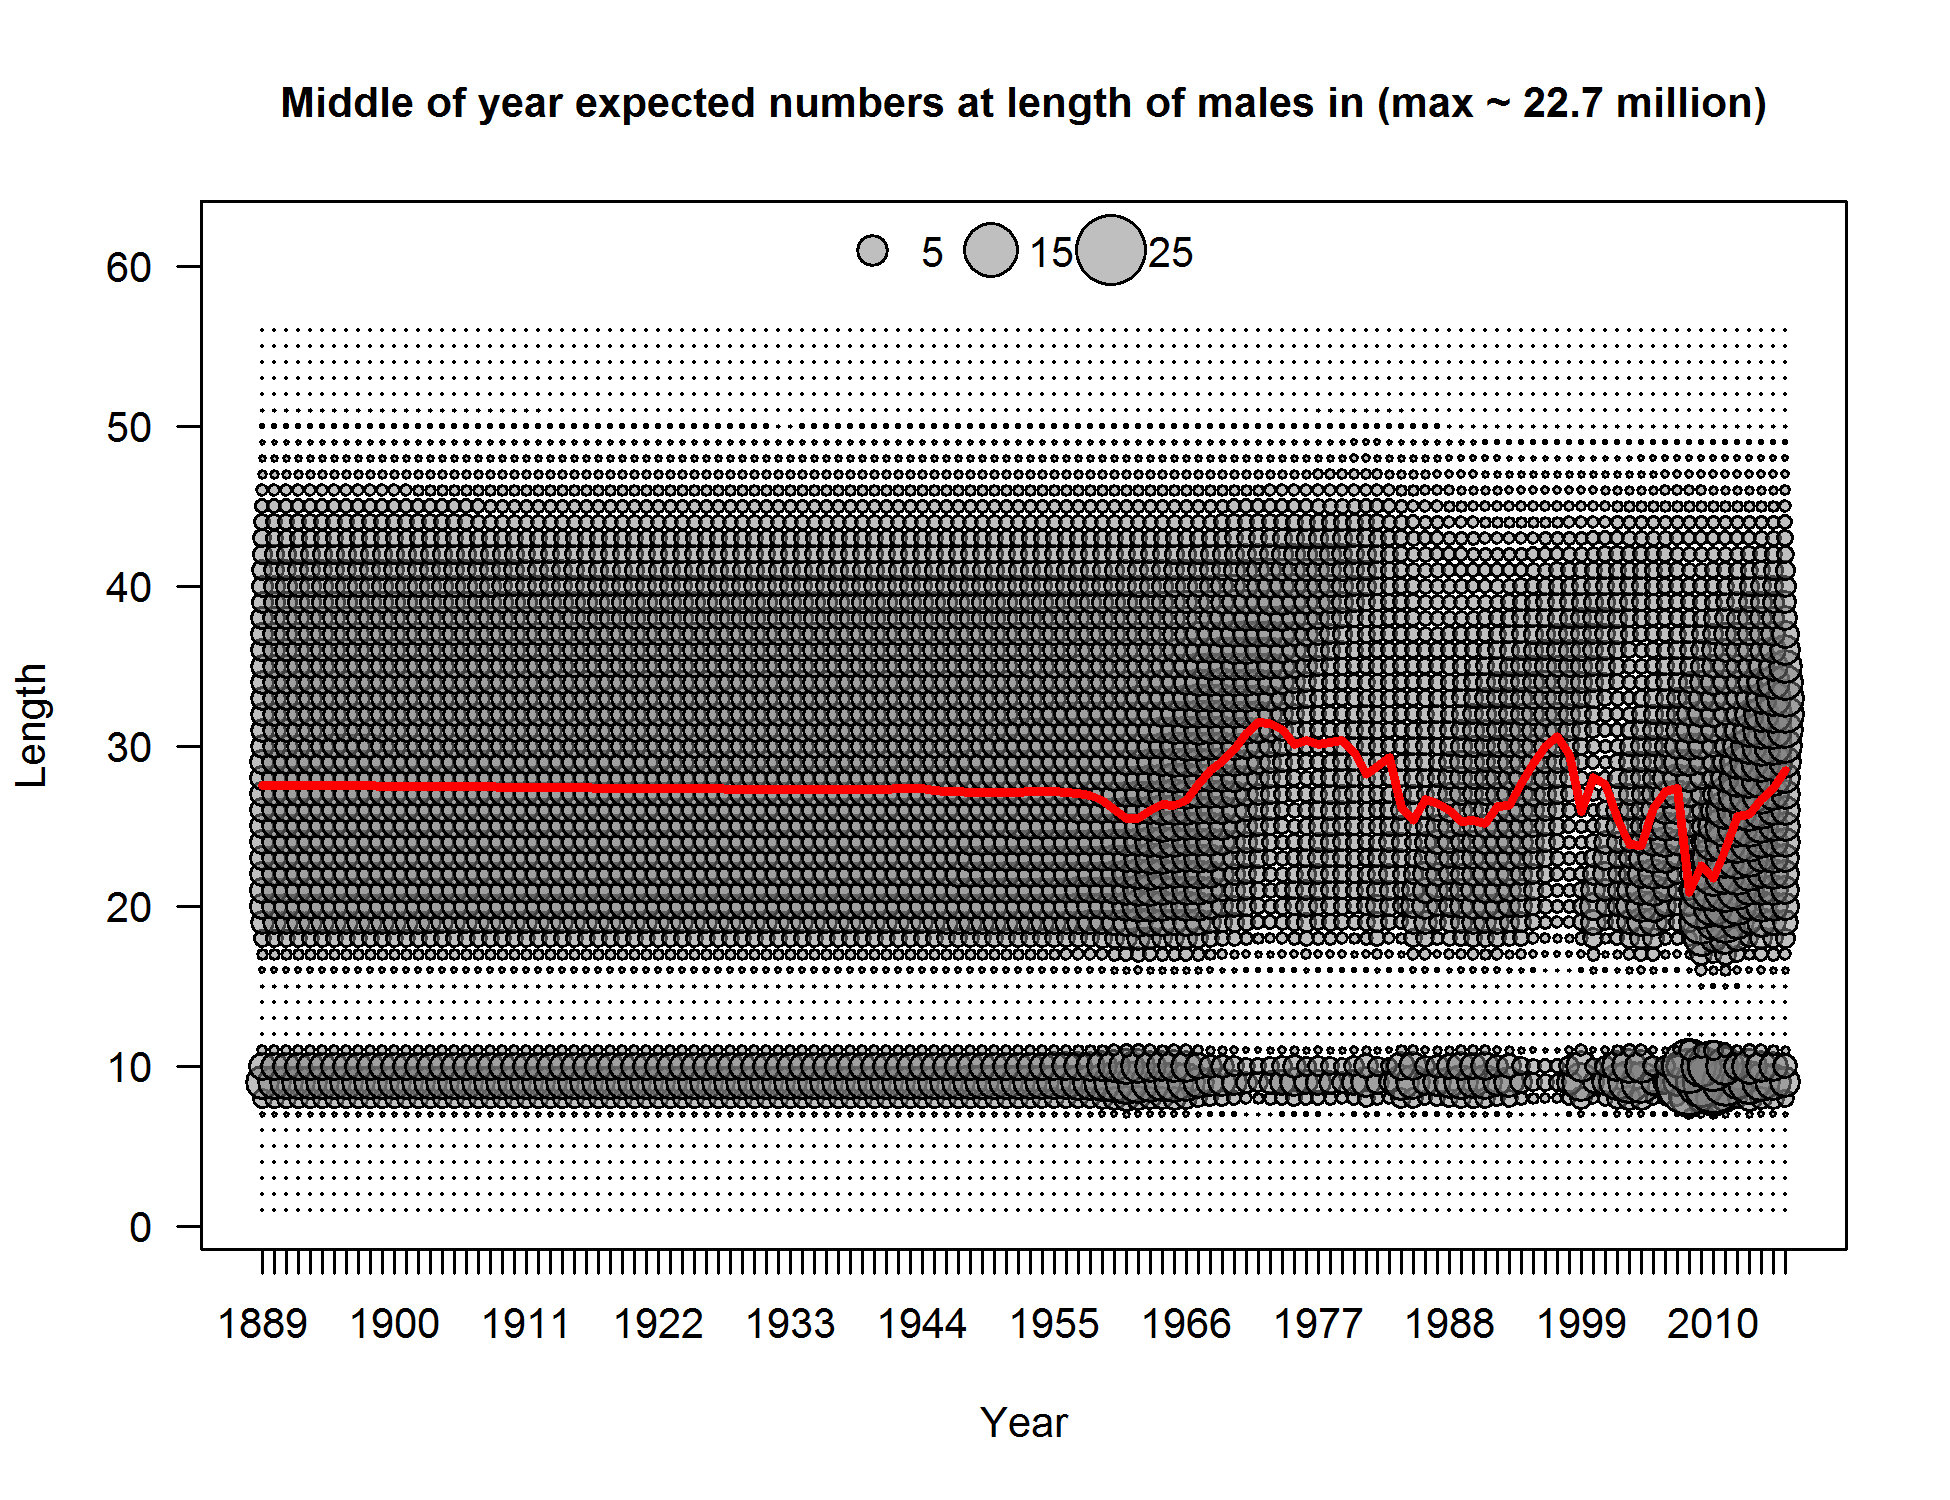 Middle of year expected numbers at length of males in (max ~ 22.7 million)
5 15 25
60
50
40
30
20
10
0
Length
1889 1900 1911 1922 1933 1944 1955 1966 1977 1988 1999 2010
Year